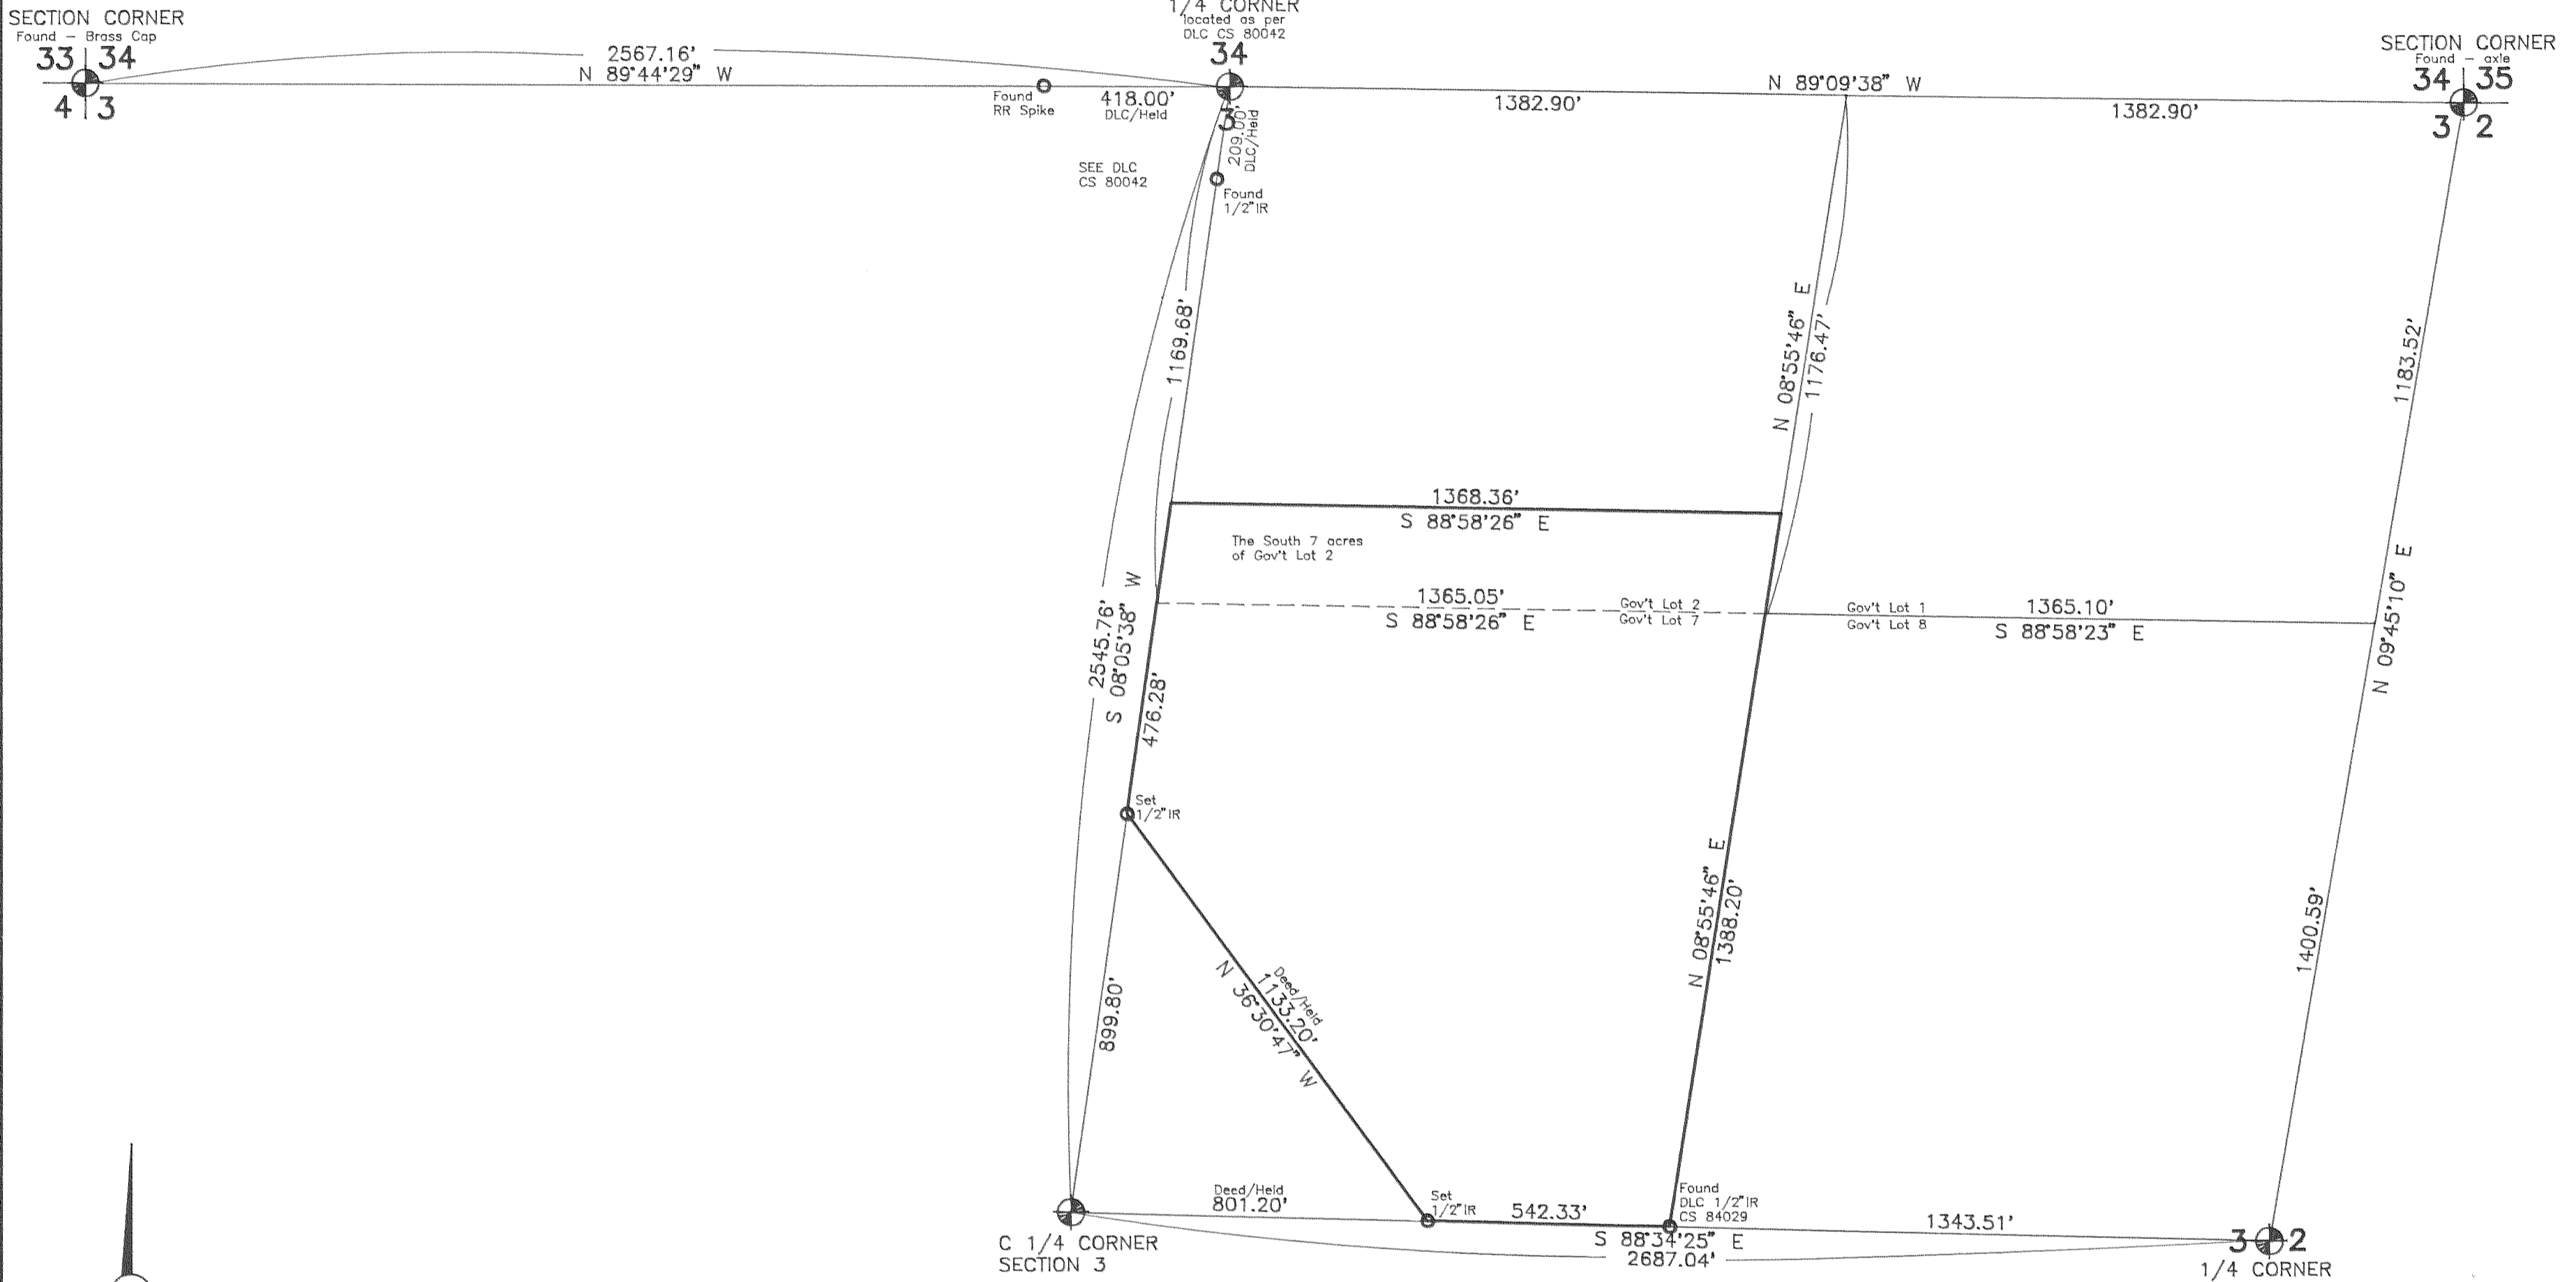 SECTION CORNER
Found - Brass Cap
33 34
4 3
2567.16'
N 89°44'29" W
Found
RR Spike
418.00'
DLC/Held
1/4 CORNER
located as per
DLC CS 80042
34
3
209.00'
DLC/Held
SEE DLC
CS 80042
Found
1/2"IR
N 89°09'38" W
1382.90'
1382.90'
SECTION CORNER
Found - axle
34 35
3 2
1169.68'
N 08°55'46" E
1176.47'
1183.52'
1368.36'
S 88°58'26" E
The South 7 acres
of Gov't Lot 2
1365.05'
S 88°58'26" E
Gov't Lot 2
Gov't Lot 7
Gov't Lot 1
Gov't Lot 8
1365.10'
S 88°58'23" E
N 09°45'10" E
2545.76'
S 08°05'38" W
476.28'
Set
1/2"IR
N 08°55'46" E
1388.20'
1400.59'
Deed/Held
1133.20'
N 36°30'47" W
899.80'
Deed/Held
801.20'
Set
1/2"IR
542.33'
Found
DLC 1/2"IR
CS 84029
1343.51'
S 88°34'25" E
2687.04'
C 1/4 CORNER
SECTION 3
3 2
1/4 CORNER